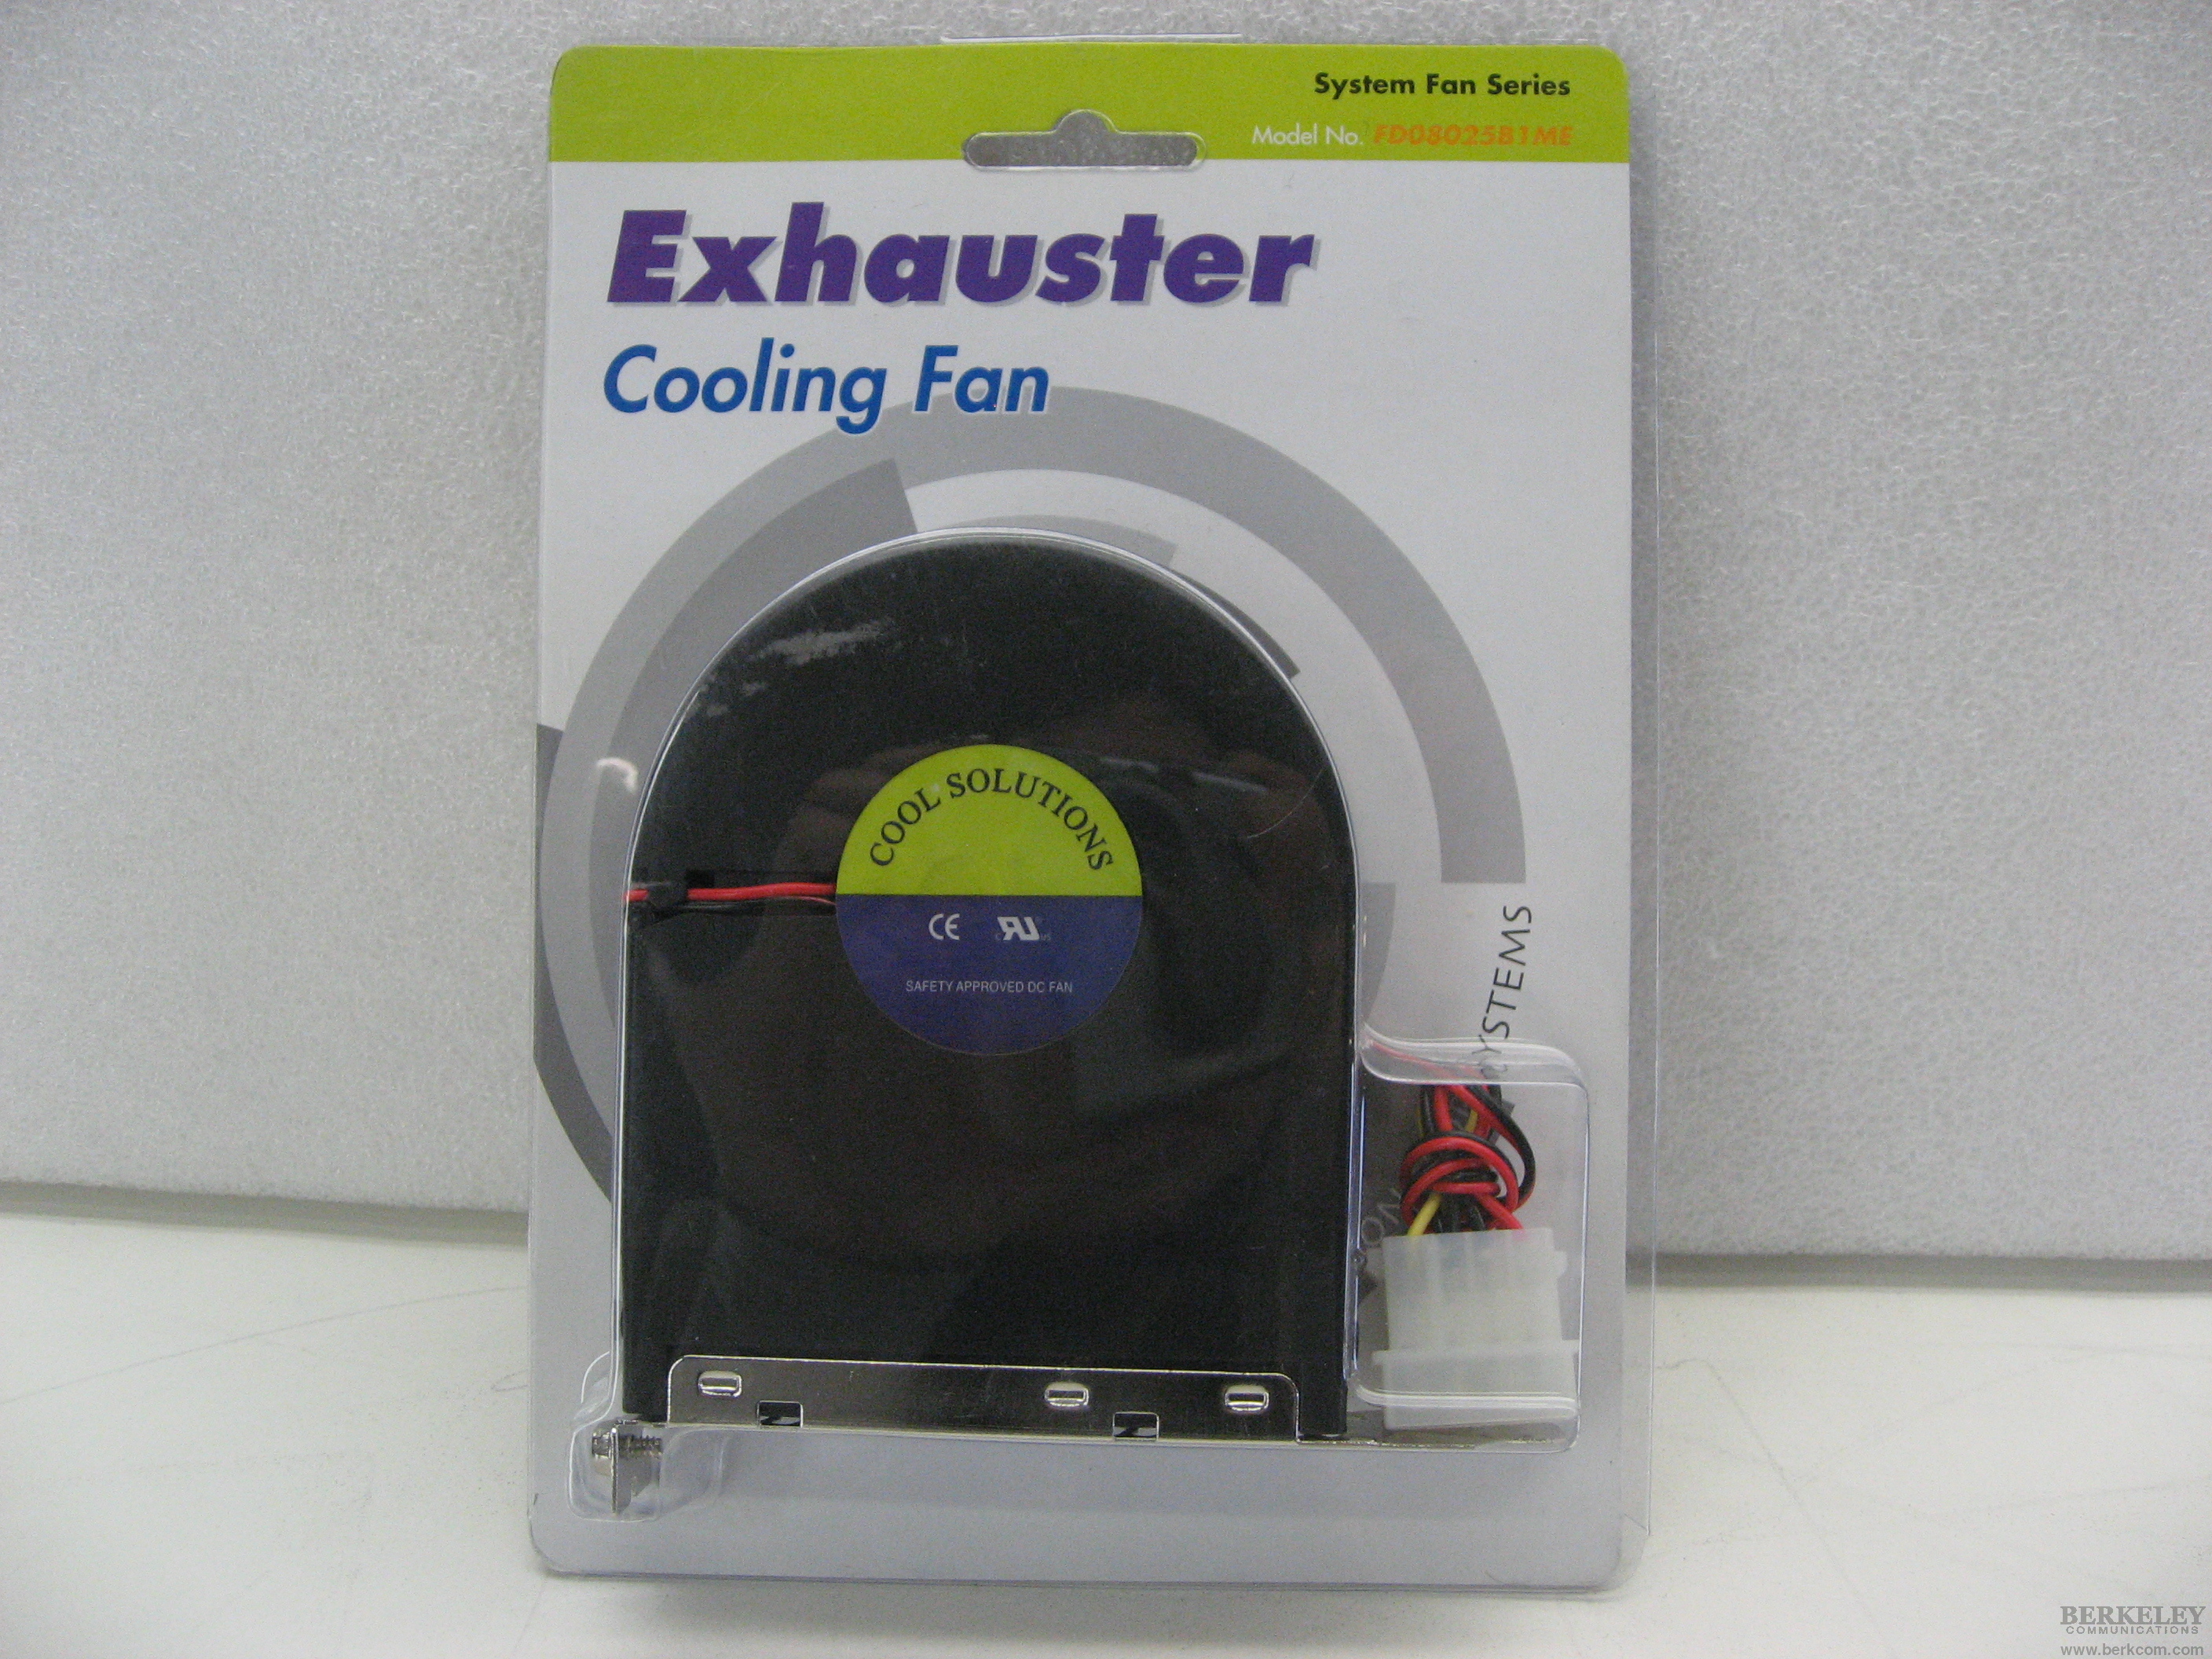 System Fan Series
Model No. FD08025B1ME
Exhauster
Cooling Fan
COOL SOLUTIONS
CE
SAFETY APPROVED DC FAN
SYSTEMS
BERKELEY
COMMUNICATIONS
www.berkcom.com